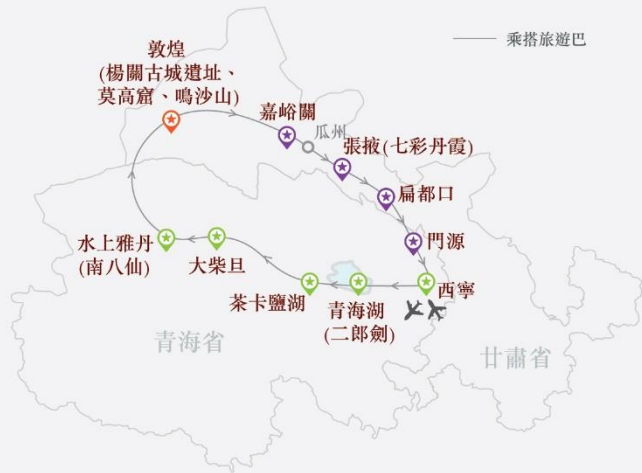 乘搭旅遊巴
敦煌
(楊關古城遺址、
莫高窟、鳴沙山)
嘉峪關
瓜州
張掖(七彩丹霞)
扁都口
門源
水上雅丹
(南八仙)
大柴旦
茶卡鹽湖
青海湖
(二郎劍)
西寧
青海省
甘肅省